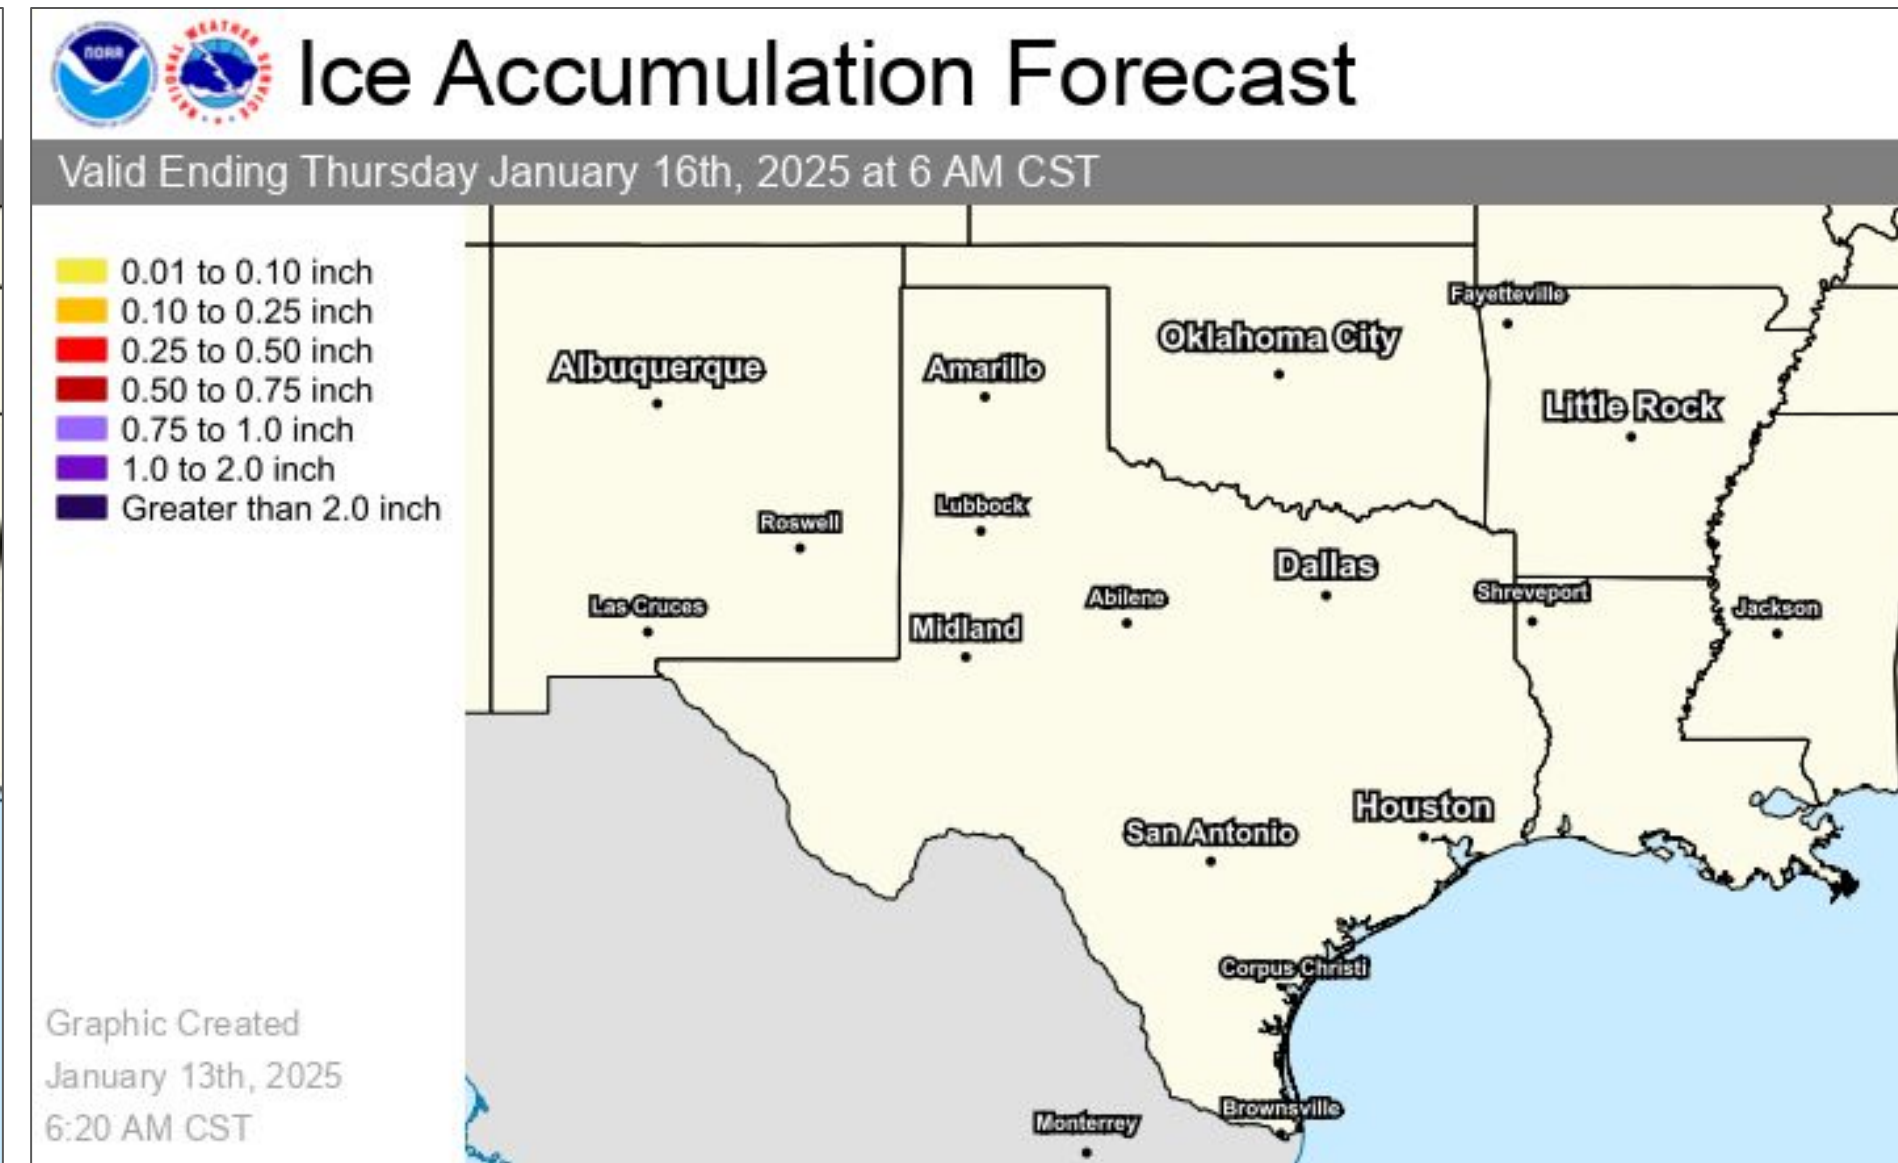 NOAA
NATIONAL WEATHER SERVICE
Ice Accumulation Forecast
Valid Ending Thursday January 16th, 2025 at 6 AM CST
0.01 to 0.10 inch
0.10 to 0.25 inch
0.25 to 0.50 inch
0.50 to 0.75 inch
0.75 to 1.0 inch
1.0 to 2.0 inch
Greater than 2.0 inch
Fayetteville
Oklahoma City
Albuquerque
Amarillo
Little Rock
Lubbock
Roswell
Dallas
Shreveport
Abilene
Las Cruces
Jackson
Midland
Houston
San Antonio
Corpus Christi
Brownsville
Monterrey
Graphic Created
January 13th, 2025
6:20 AM CST